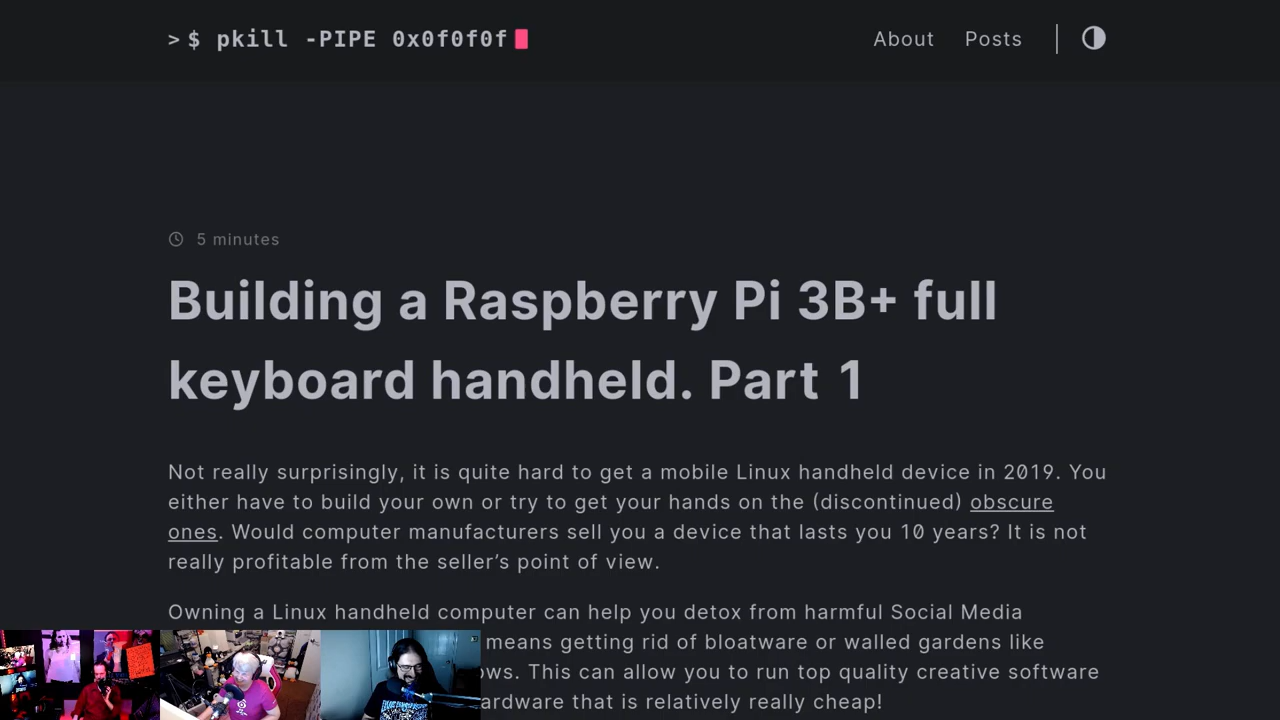 > $ pkill -PIPE 0x0f0f0f
About
Posts
5 minutes
Building a Raspberry Pi 3B+ full
keyboard handheld. Part 1
Not really surprisingly, it is quite hard to get a mobile Linux handheld device in 2019. You
either have to build your own or try to get your hands on the (discontinued) obscure
ones. Would computer manufacturers sell you a device that lasts you 10 years? It is not
really profitable from the seller’s point of view.
Owning a Linux handheld computer can help you detox from harmful Social Media
means getting rid of bloatware or walled gardens like
ows. This can allow you to run top quality creative software
ardware that is relatively really cheap!